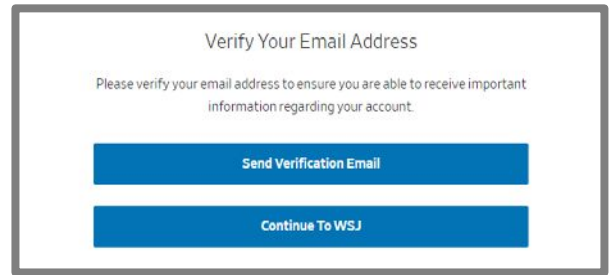 Verify Your Email Address
Please verify your email address to ensure you are able to receive important
information regarding your account.
Send Verification Email
Continue To WSJ